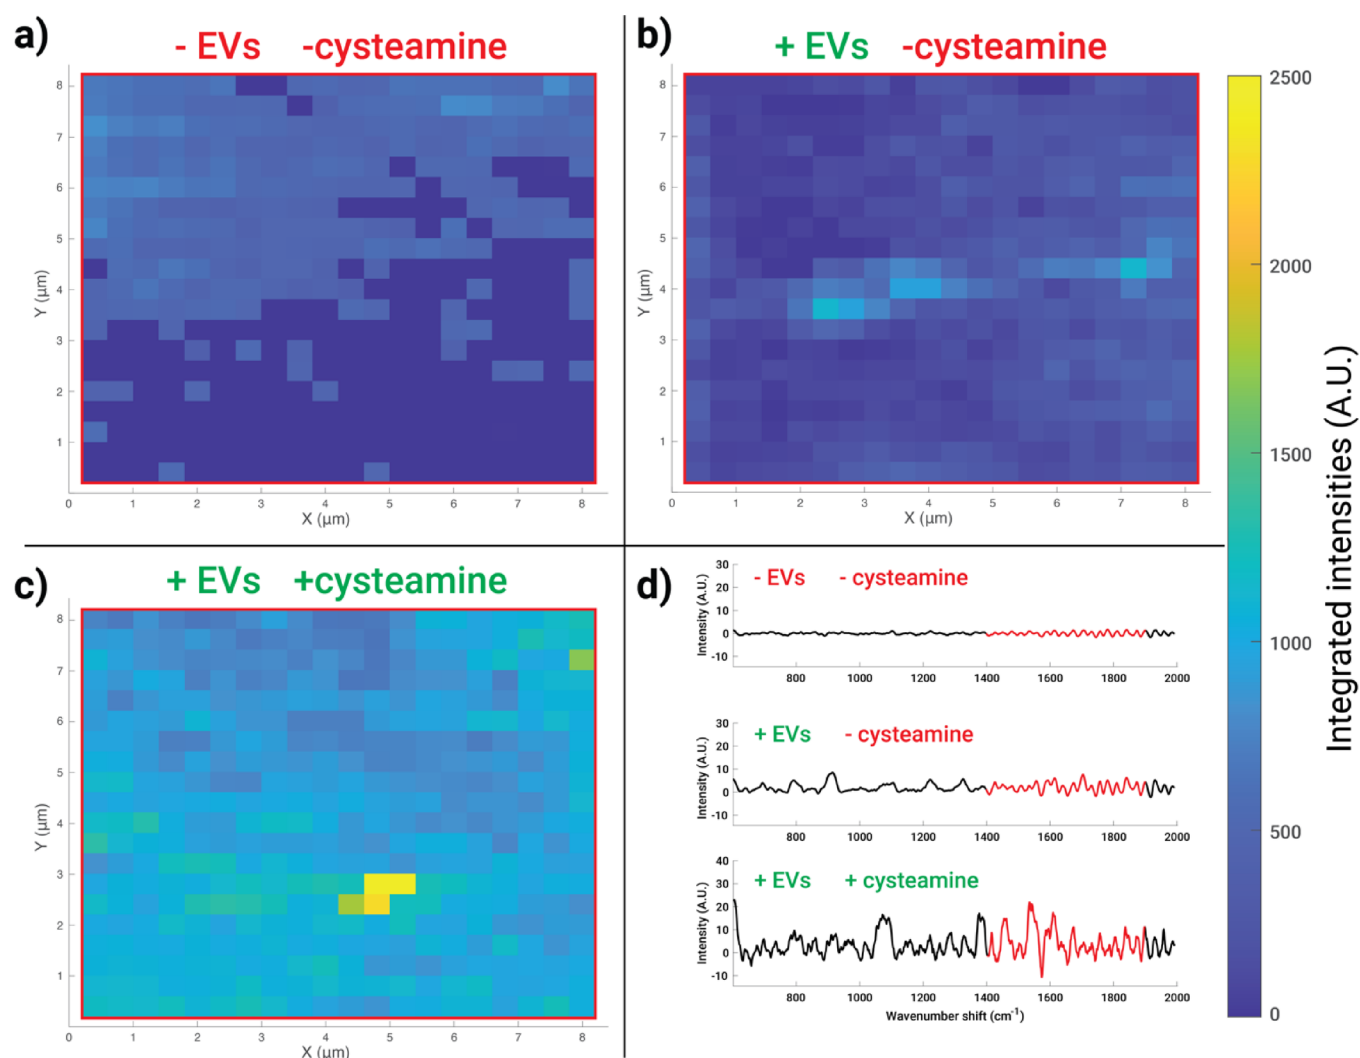 a)
- EVs -cysteamine
8
7
6
5
4
3
2
1
Y (μm)
0 1 2 3 4 5 6 7 8
X (μm)
b)
+ EVs -cysteamine
8
7
6
5
4
3
2
1
Y (μm)
1 2 3 4 5 6 7 8
X (μm)
2500
2000
1500
1000
500
0
Integrated intensities (A.U.)
c)
+ EVs +cysteamine
8
7
6
5
4
3
2
1
Y (μm)
0 1 2 3 4 5 6 7 8
X (μm)
d)
- EVs - cysteamine
30
20
10
0
-10
Intensity (A.U.)
800 1000 1200 1400 1600 1800 2000
+ EVs - cysteamine
30
20
10
0
-10
Intensity (A.U.)
800 1000 1200 1400 1600 1800 2000
+ EVs + cysteamine
40
30
20
10
0
-10
Intensity (A.U.)
800 1000 1200 1400 1600 1800 2000
Wavenumber shift (cm⁻¹)